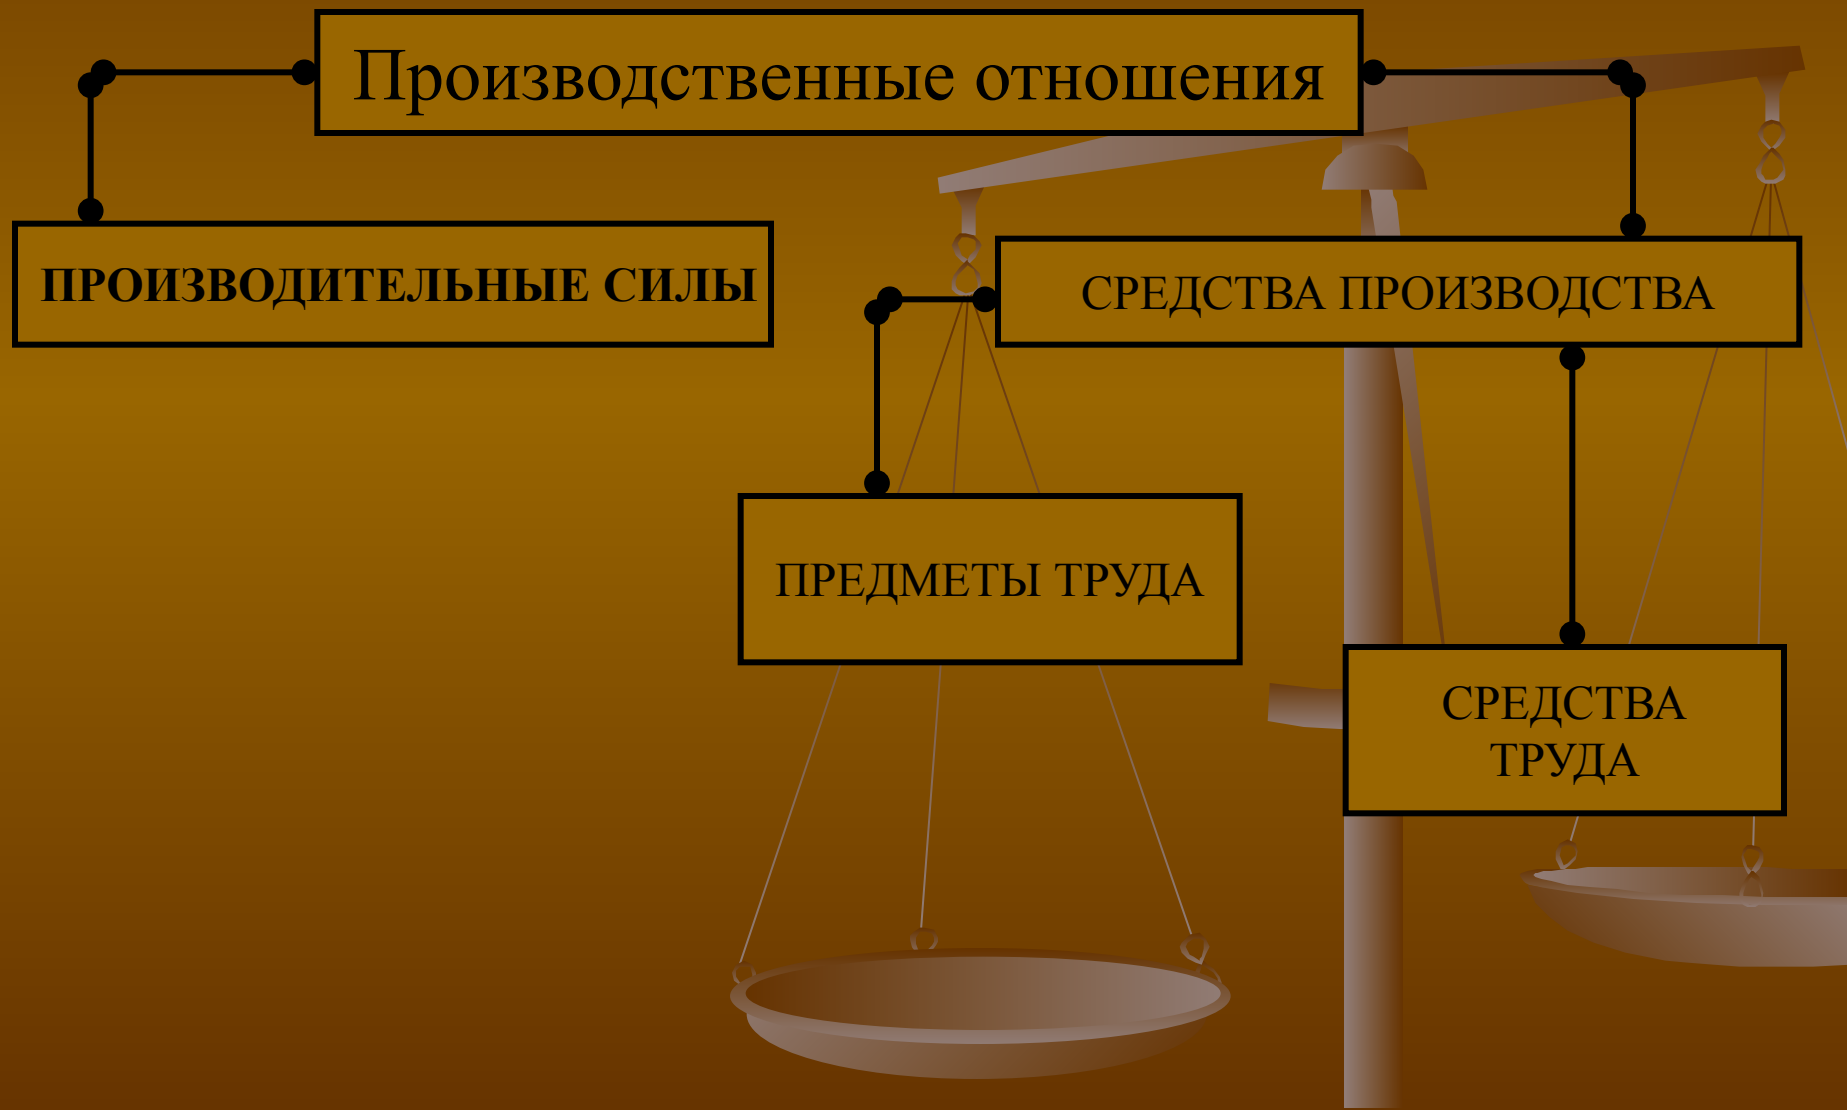 Производственные отношения
ПРОИЗВОДИТЕЛЬНЫЕ СИЛЫ
СРЕДСТВА ПРОИЗВОДСТВА
ПРЕДМЕТЫ ТРУДА
СРЕДСТВА
ТРУДА